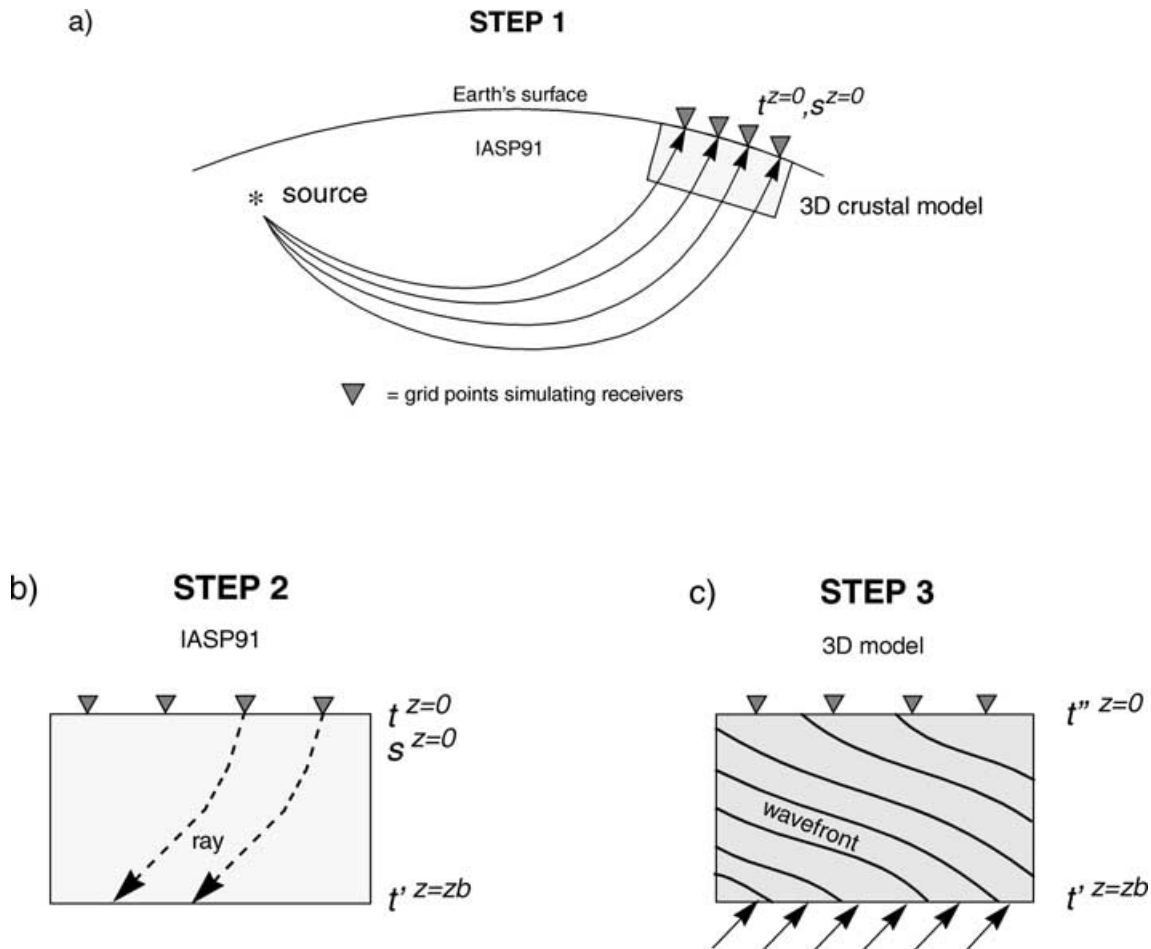 a)
STEP 1
Earth's surface
t^{z=0},s^{z=0}
IASP91
* source
3D crustal model
= grid points simulating receivers
b)
STEP 2
IASP91
t^{z=0}
s^{z=0}
ray
t'^{z=zb}
c)
STEP 3
3D model
t"^{z=0}
wavefront
t'^{z=zb}